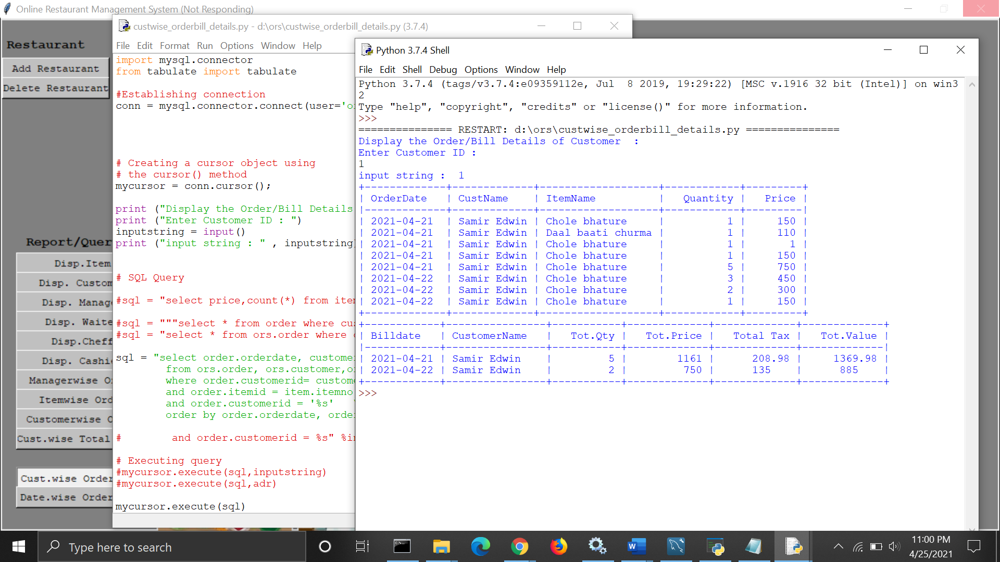 Online Restaurant Management System (Not Responding)
Restaurant
Add Restaurant
Delete Restaurant
Report/Quer
Disp.Item
Disp. Custom
Disp. Manage
Disp. Waite
Disp.Cheff
Disp. Cashi
Managerwise O
Itemwise Ord
Customerwise O
Cust.wise Total
Cust.wise Order
Date.wise Order
custwise_orderbill_details.py - d:\ors\custwise_orderbill_details.py (3.7.4)
File Edit Format Run Options Window Help
import mysql.connector
from tabulate import tabulate
#Establishing connection
conn = mysql.connector.connect(user='o
# Creating a cursor object using
# the cursor() method
mycursor = conn.cursor();
print ("Display the Order/Bill Details
print ("Enter Customer ID : ")
inputstring = input()
print ("input string : " , inputstring)
# SQL Query
#sql = "select price,count(*) from item
#sql = """select * from order where cus
#sql = "select * from ors.order where c
sql = "select order.orderdate, custome
from ors.order, ors.customer,o
where order.customerid= custome
and order.itemid = item.itemno
and order.customerid = '%s' \
order by order.orderdate, orde
# and order.customerid = %s" %in
# Executing query
#mycursor.execute(sql,inputstring)
#mycursor.execute(sql,adr)
mycursor.execute(sql)
Python 3.7.4 Shell
File Edit Shell Debug Options Window Help
Python 3.7.4 (tags/v3.7.4:e09359112e, Jul  8 2019, 19:29:22) [MSC v.1916 32 bit (Intel)] on win3
2
Type "help", "copyright", "credits" or "license()" for more information.
>>>
=============== RESTART: d:\ors\custwise_orderbill_details.py ===============
Display the Order/Bill Details of Customer  :
Enter Customer ID :
1
input string :  1
+-------------+-------------+-------------------+------------+---------+
| OrderDate   | CustName    | ItemName          |   Quantity |   Price |
|-------------+-------------+-------------------+------------+---------|
| 2021-04-21  | Samir Edwin | Chole bhature     |          1 |     150 |
| 2021-04-21  | Samir Edwin | Daal baati churma |          1 |     110 |
| 2021-04-21  | Samir Edwin | Chole bhature     |          1 |       1 |
| 2021-04-21  | Samir Edwin | Chole bhature     |          1 |     150 |
| 2021-04-21  | Samir Edwin | Chole bhature     |          5 |     750 |
| 2021-04-22  | Samir Edwin | Chole bhature     |          3 |     450 |
| 2021-04-22  | Samir Edwin | Chole bhature     |          2 |     300 |
| 2021-04-22  | Samir Edwin | Chole bhature     |          1 |     150 |
+-------------+-------------+-------------------+------------+---------+
+------------+----------------+-----------+-------------+-------------+-------------+
| Billdate   | CustomerName   |   Tot.Qty |   Tot.Price |   Total Tax |   Tot.Value |
|------------+----------------+-----------+-------------+-------------+-------------|
| 2021-04-21 | Samir Edwin    |         5 |        1161 |      208.98 |     1369.98 |
| 2021-04-22 | Samir Edwin    |         2 |         750 |      135    |      885    |
+------------+----------------+-----------+-------------+-------------+-------------+
>>>
Type here to search
11:00 PM
4/25/2021